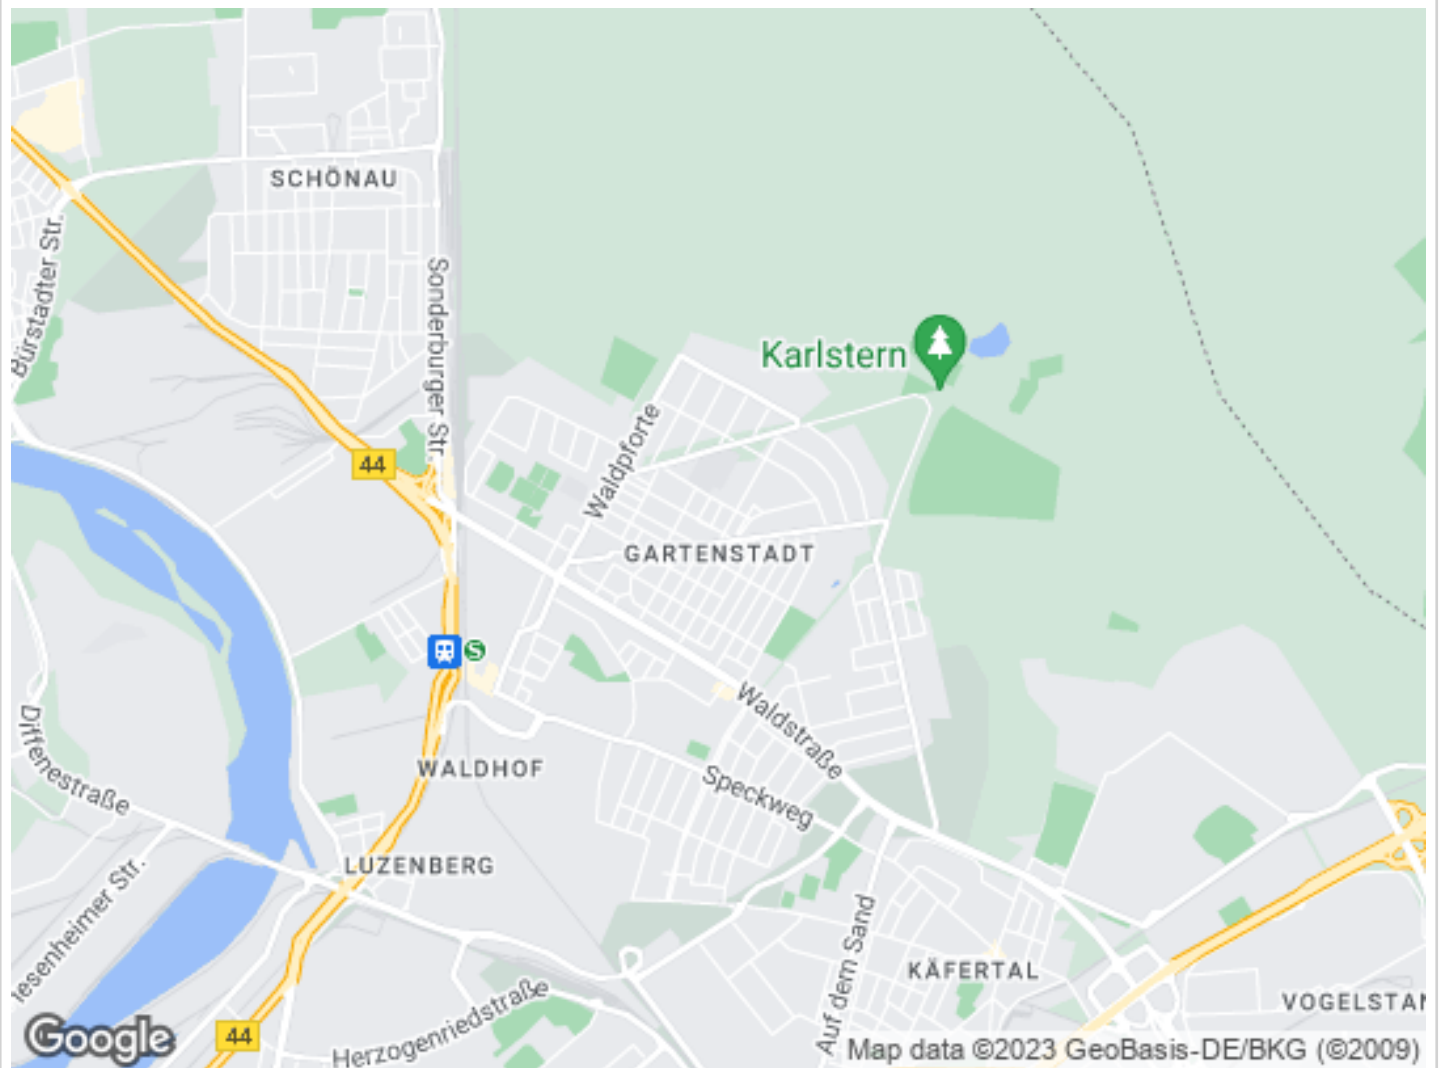 SCHÖNAU
Bürstadter Str.
Sonderburger Str.
Karlstern
Waldpforte
44
GARTENSTADT
S
Diffenestraße
Waldstraße
WALDHOF
Speckweg
LUZENBERG
iesenheimer Str.
Auf dem Sand
KÄFERTAL
VOGELSTAN
Herzogenriedstraße
44
Google
Map data ©2023 GeoBasis-DE/BKG (©2009)